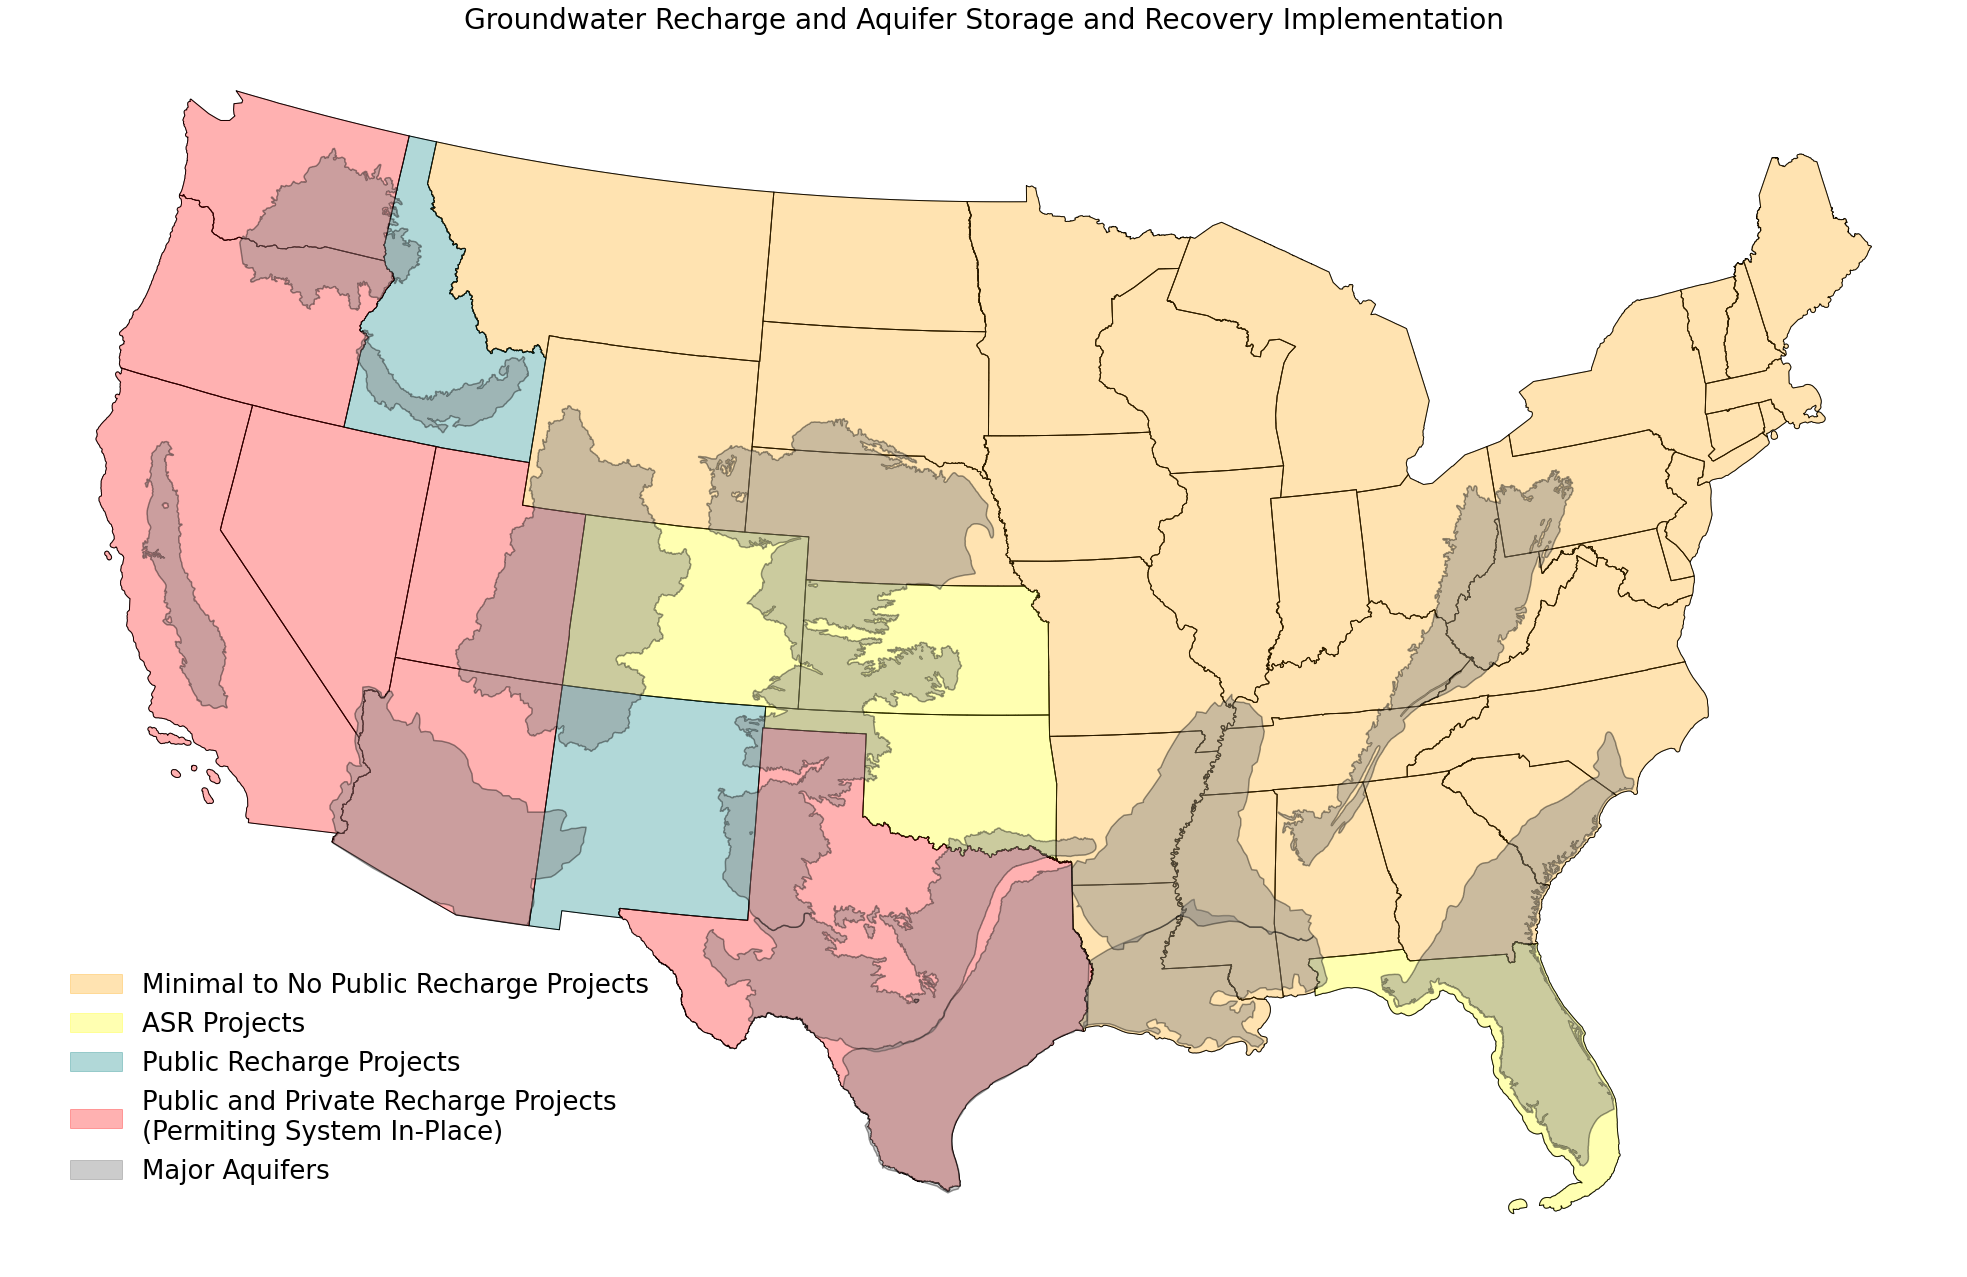 Groundwater Recharge and Aquifer Storage and Recovery Implementation
Minimal to No Public Recharge Projects
ASR Projects
Public Recharge Projects
Public and Private Recharge Projects
(Permiting System In-Place)
Major Aquifers